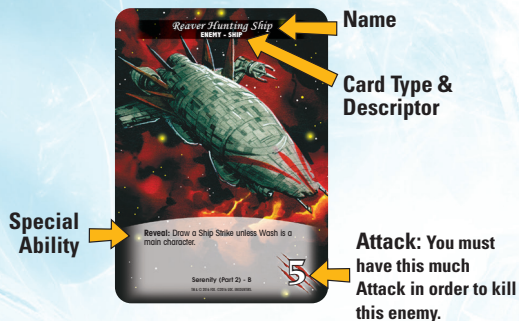 Reaver Hunting Ship
ENEMY - SHIP
Name
Card Type &
Descriptor
Special
Ability
Reveal: Draw a Ship Strike unless Wash is a
main character.
Serenity (Part 2) - B
5
Attack: You must
have this much
Attack in order to kill
this enemy.